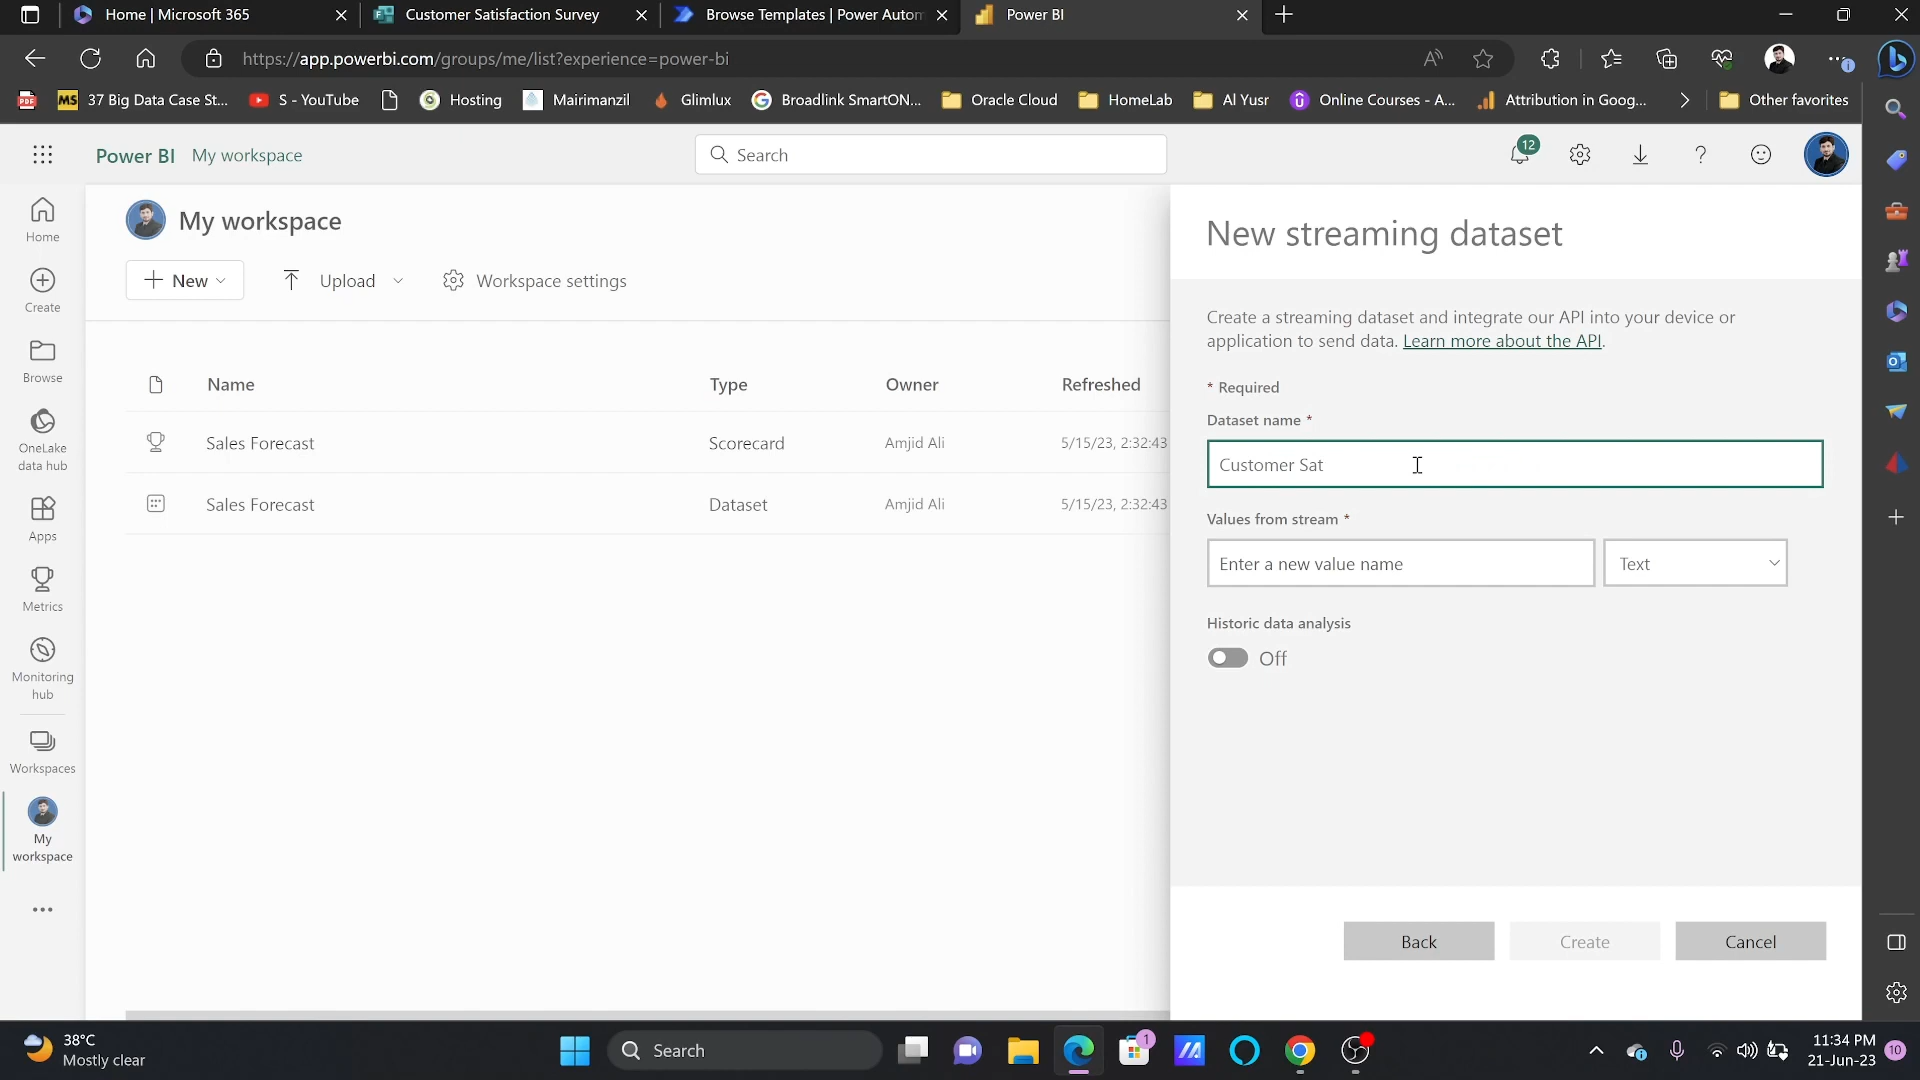 Home | Microsoft 365
Customer Satisfaction Survey
Browse Templates | Power Autom
Power BI
https://app.powerbi.com/groups/me/list?experience=power-bi
37 Big Data Case St...
S - YouTube
Hosting
Mairimanzil
Glimlux
Broadlink SmartON...
Oracle Cloud
HomeLab
Al Yusr
Online Courses - A...
Attribution in Goog...
Other favorites
Power BI My workspace
Search
12
Home
Create
Browse
OneLake
data hub
Apps
Metrics
Monitoring
hub
Workspaces
My
workspace
My workspace
New
Upload
Workspace settings
Name Type Owner Refreshed
Sales Forecast Scorecard Amjid Ali 5/15/23, 2:32:43
Sales Forecast Dataset Amjid Ali 5/15/23, 2:32:43
New streaming dataset
Create a streaming dataset and integrate our API into your device or
application to send data. Learn more about the API.
* Required
Dataset name *
Customer Sat
Values from stream *
Enter a new value name
Text
Historic data analysis
Off
Back
Create
Cancel
38°C
Mostly clear
Search
1
11:34 PM
21-Jun-23
10